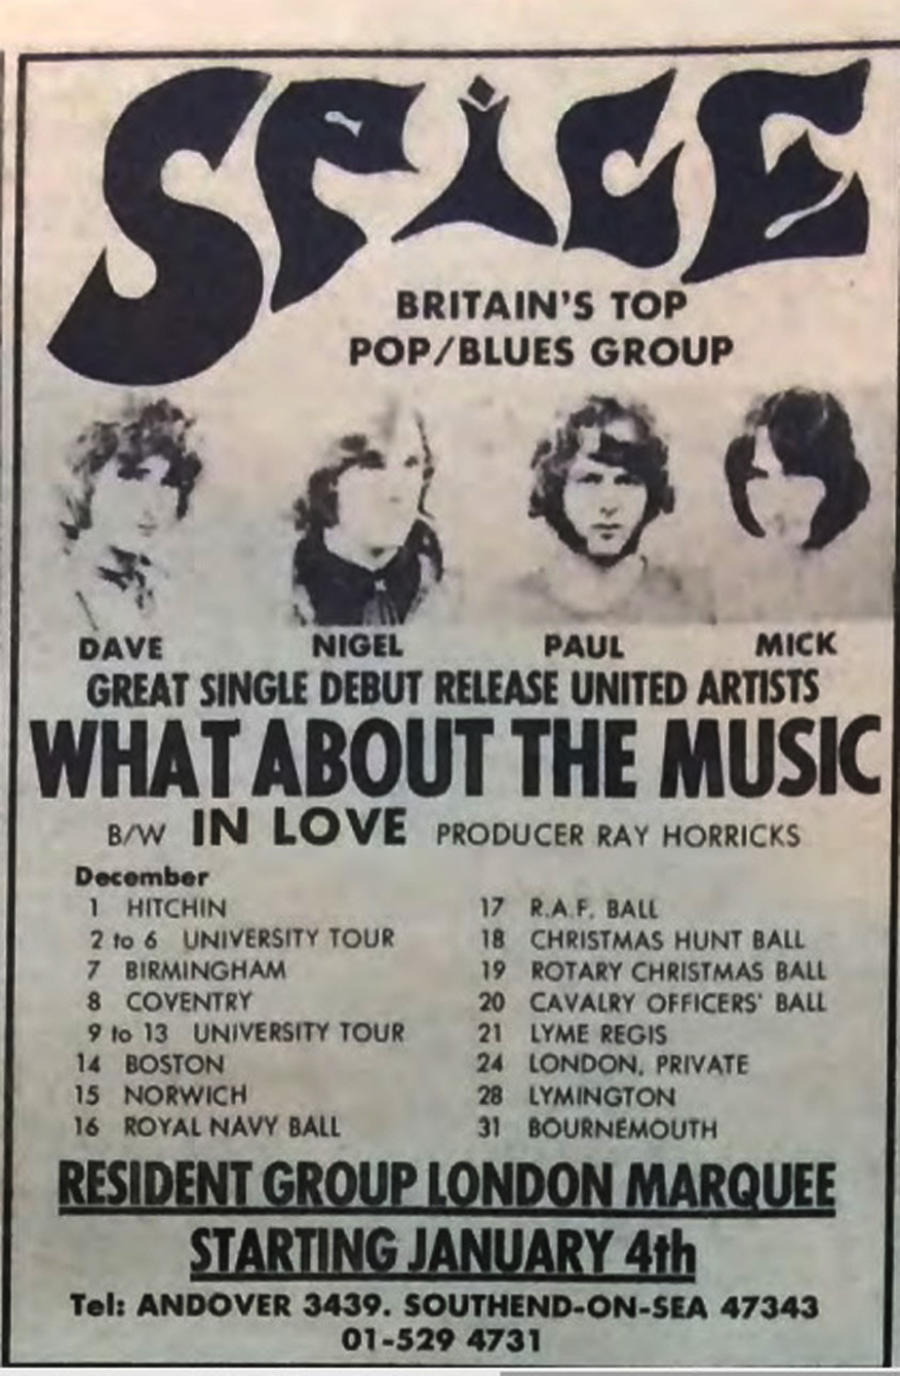 SPiCE
BRITAIN'S TOP
POP/BLUES GROUP
DAVE NIGEL PAUL MICK
GREAT SINGLE DEBUT RELEASE UNITED ARTISTS
WHAT ABOUT THE MUSIC
B/W IN LOVE PRODUCER RAY HORRICKS
December
1 HITCHIN
2 to 6 UNIVERSITY TOUR
7 BIRMINGHAM
8 COVENTRY
9 to 13 UNIVERSITY TOUR
14 BOSTON
15 NORWICH
16 ROYAL NAVY BALL
17 R.A.F. BALL
18 CHRISTMAS HUNT BALL
19 ROTARY CHRISTMAS BALL
20 CAVALRY OFFICERS' BALL
21 LYME REGIS
24 LONDON, PRIVATE
28 LYMINGTON
31 BOURNEMOUTH
RESIDENT GROUP LONDON MARQUEE
STARTING JANUARY 4th
Tel: ANDOVER 3439. SOUTHEND-ON-SEA 47343
01-529 4731